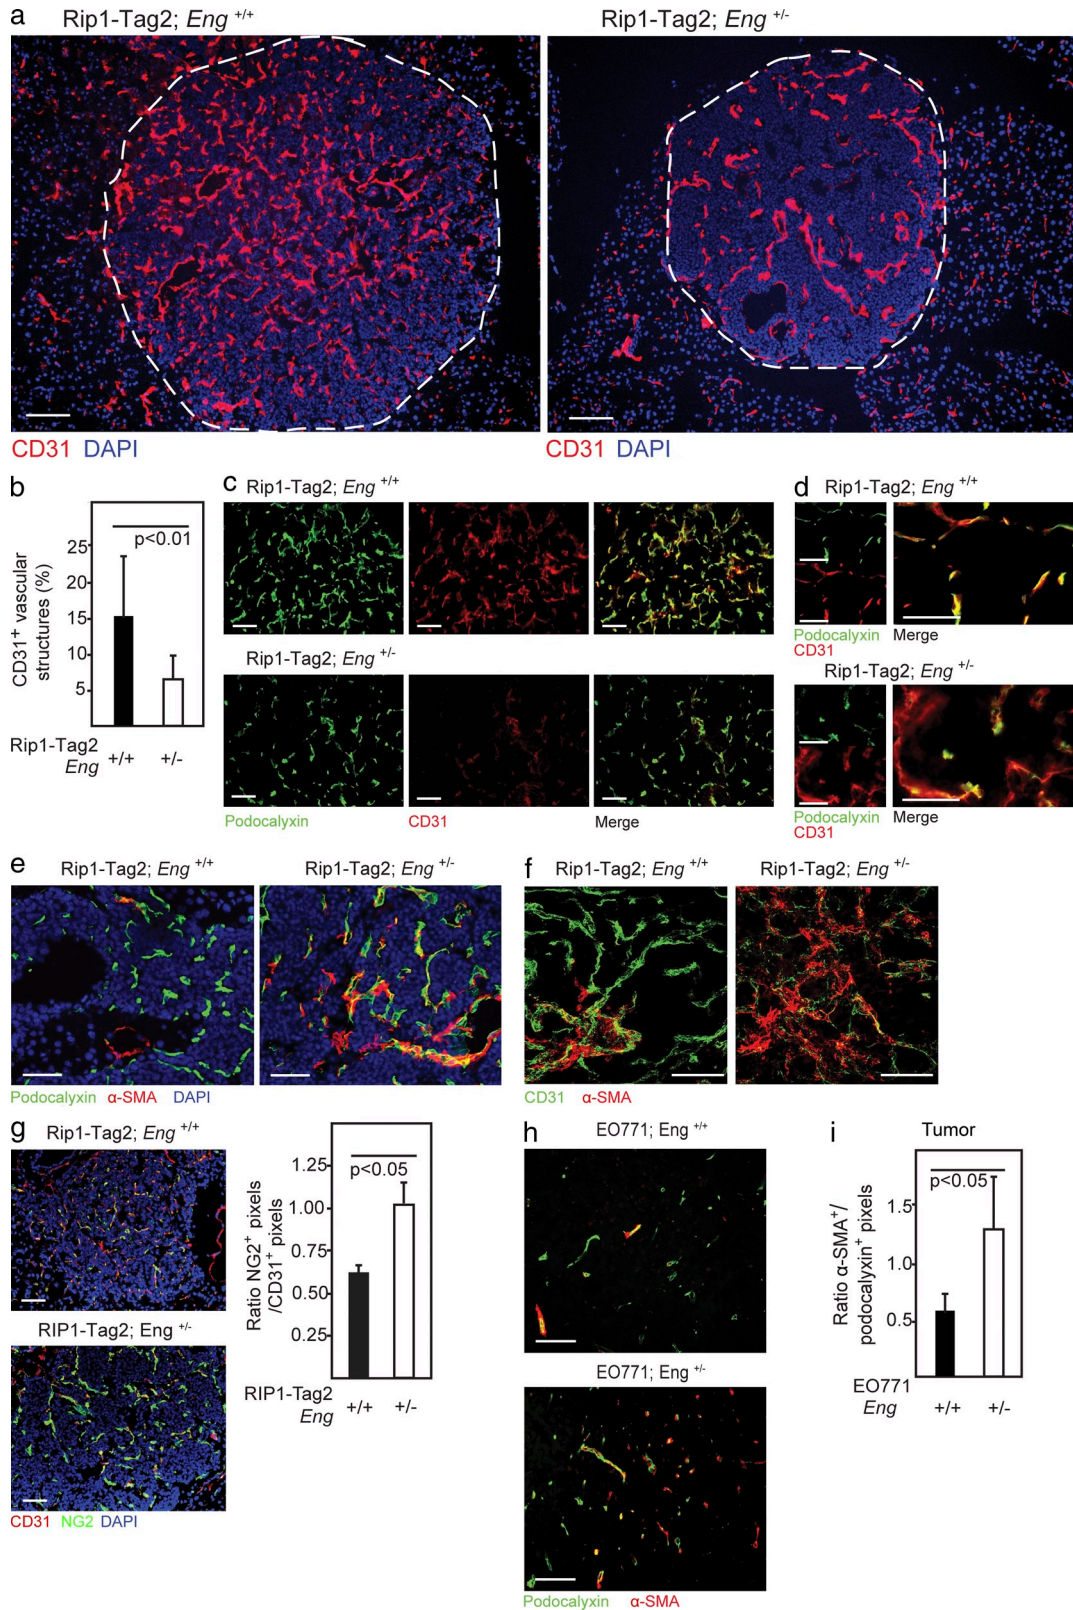 a
Rip1-Tag2; Eng +/+
Rip1-Tag2; Eng +/-
CD31 DAPI
CD31 DAPI
b
CD31+ vascular
structures (%)
25
20
15
10
5
p<0.01
Rip1-Tag2
Eng
+/+
+/-
c
Rip1-Tag2; Eng +/+
Rip1-Tag2; Eng +/-
Podocalyxin
CD31
Merge
d
Rip1-Tag2; Eng +/+
Podocalyxin
CD31
Merge
Rip1-Tag2; Eng +/-
Podocalyxin
CD31
Merge
e
Rip1-Tag2; Eng +/+
Rip1-Tag2; Eng +/-
Podocalyxin α-SMA DAPI
f
Rip1-Tag2; Eng +/+
Rip1-Tag2; Eng +/-
CD31 α-SMA
g
Rip1-Tag2; Eng +/+
RIP1-Tag2; Eng +/-
CD31 NG2 DAPI
Ratio NG2+ pixels
/CD31+ pixels
1.25
1.00
0.75
0.50
0.25
p<0.05
RIP1-Tag2
Eng
+/+
+/-
h
EO771; Eng +/+
EO771; Eng +/-
Podocalyxin α-SMA
i
Tumor
Ratio α-SMA+/
podocalyxin+ pixels
1.5
1.0
0.5
p<0.05
EO771
Eng
+/+
+/-